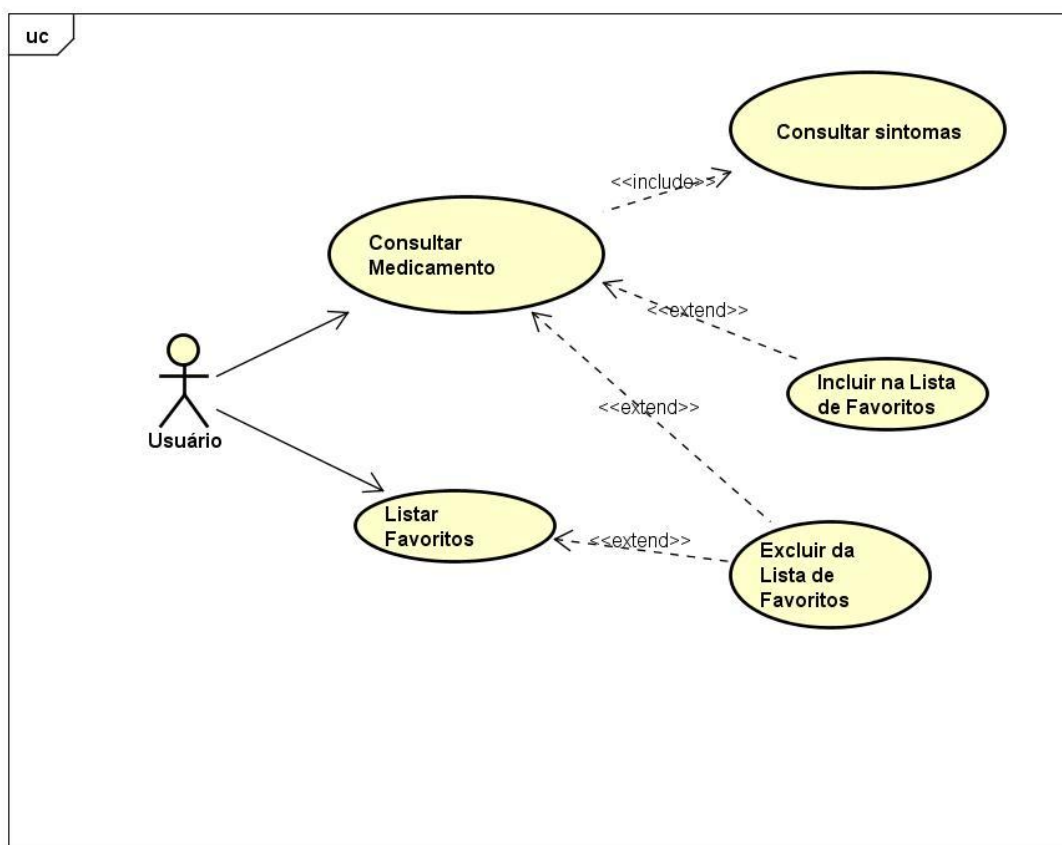 uc
Consultar sintomas
<<include>>
Consultar
Medicamento
<<extend>>
Incluir na Lista
de Favoritos
<<extend>>
Usuário
Listar
Favoritos
<<extend>>
Excluir da
Lista de
Favoritos